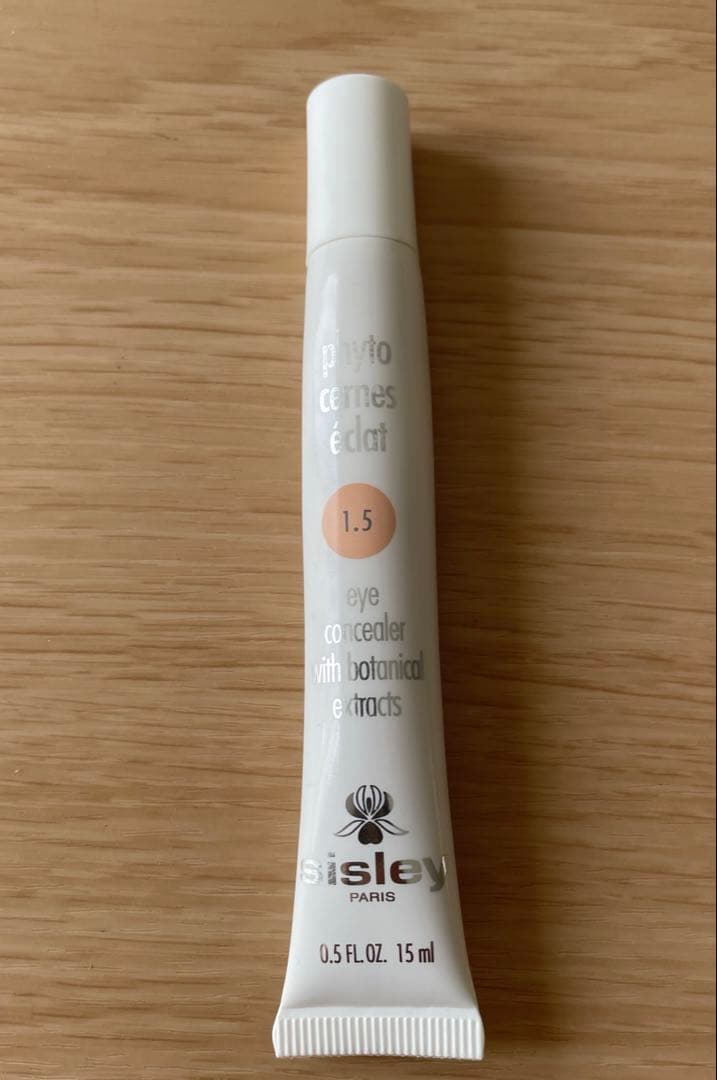 phyto
cernes
éclat
1.5
eye
concealer
with botanical
extracts
sisley
PARIS
0.5 FL.OZ. 15 ml